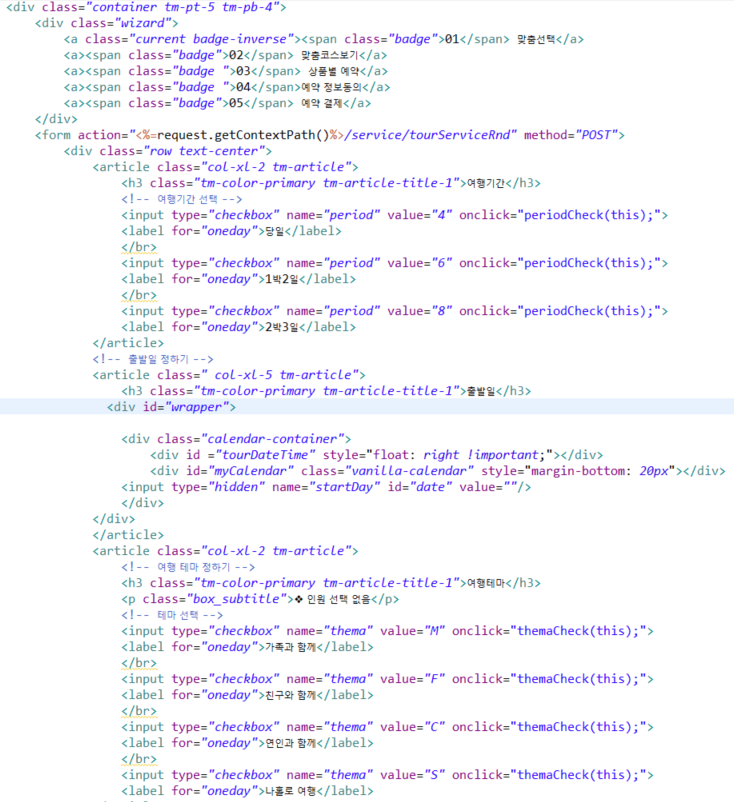 <div class="container tm-pt-5 tm-pb-4">
<div class="wizard">
<a class="current badge-inverse"><span class="badge">01</span> 맞춤선택</a>
<a><span class="badge">02</span> 맞춤코스보기</a>
<a><span class="badge ">03</span> 상품별 예약</a>
<a><span class="badge ">04</span>예약 정보동의</a>
<a><span class="badge">05</span> 예약 결제</a>
</div>
<form action="<%=request.getContextPath()%>/service/tourServiceRnd" method="POST">
<div class="row text-center">
<article class="col-xl-2 tm-article">
<h3 class="tm-color-primary tm-article-title-1">여행기간</h3>
<!-- 여행기간 선택 -->
<input type="checkbox" name="period" value="4" onclick="periodCheck(this);">
<label for="oneday">당일</label>
</br>
<input type="checkbox" name="period" value="6" onclick="periodCheck(this);">
<label for="oneday">1박2일</label>
</br>
<input type="checkbox" name="period" value="8" onclick="periodCheck(this);">
<label for="oneday">2박3일</label>
</article>
<!-- 출발일 정하기 -->
<article class=" col-xl-5 tm-article">
<h3 class="tm-color-primary tm-article-title-1">출발일</h3>
<div id="wrapper">
<div class="calendar-container">
<div id ="tourDateTime" style="float: right !important;"></div>
<div id="myCalendar" class="vanilla-calendar" style="margin-bottom: 20px"></div>
<input type="hidden" name="startDay" id="date" value=""/>
</div>
</div>
</article>
<article class="col-xl-2 tm-article">
<!-- 여행 테마 정하기 -->
<h3 class="tm-color-primary tm-article-title-1">여행테마</h3>
<p class="box_subtitle">❖ 인원 선택 없음</p>
<!-- 테마 선택 -->
<input type="checkbox" name="thema" value="M" onclick="themaCheck(this);">
<label for="oneday">가족과 함께</label>
</br>
<input type="checkbox" name="thema" value="F" onclick="themaCheck(this);">
<label for="oneday">친구와 함께</label>
</br>
<input type="checkbox" name="thema" value="C" onclick="themaCheck(this);">
<label for="oneday">연인과 함께</label>
</br>
<input type="checkbox" name="thema" value="S" onclick="themaCheck(this);">
<label for="oneday">나홀로 여행</label>